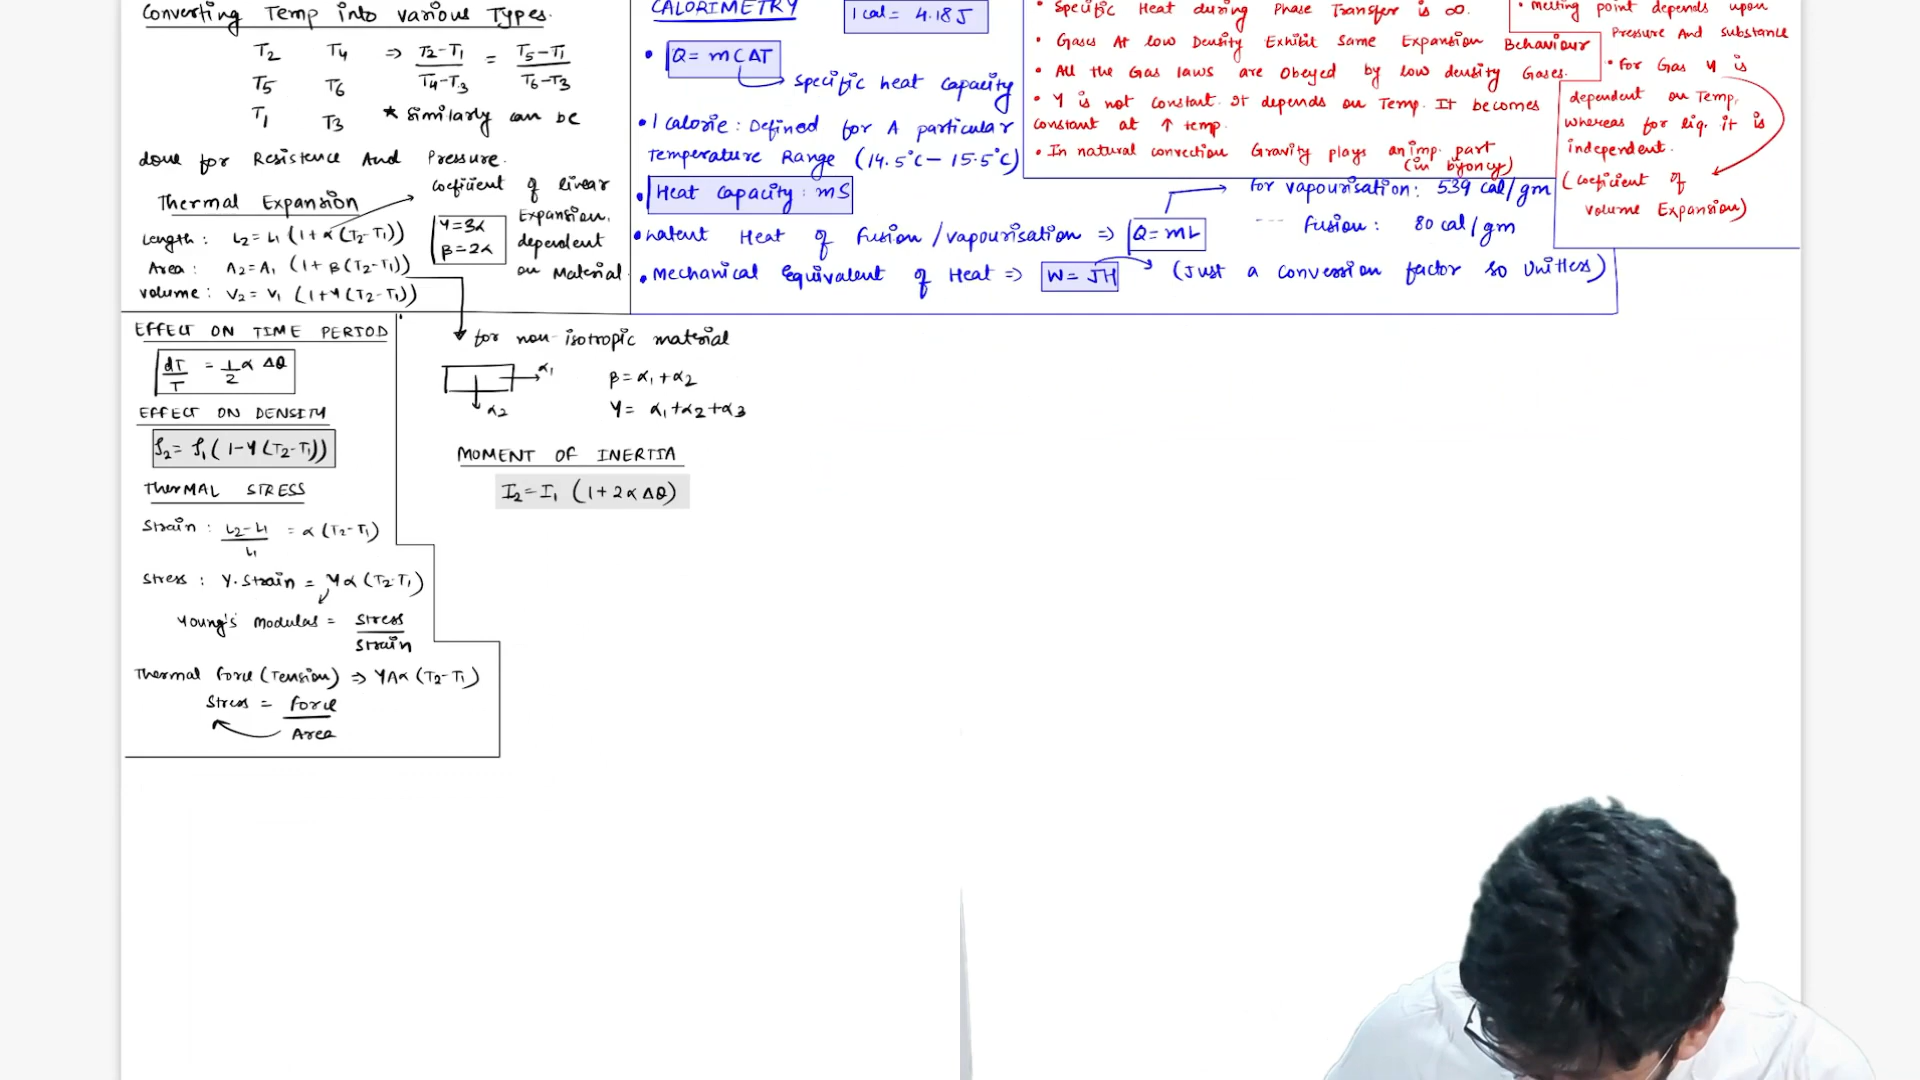 Converting Temp into various Types.
T2 T4 ⇒ T2-T1/T4-T3 = T5-T1/T6-T3
T5 T6
T1 T3 * similarly can be
done for Resistence And Pressure.
Thermal Expansion
Length: L2 = L1 (1+α(T2-T1))
Area: A2 = A1 (1+β(T2-T1))
volume: V2 = V1 (1+γ(T2-T1))
coefiient of linear
Expansion.
dependent
on Material.
γ=3α
β=2α
CALORIMETRY
1 cal = 4.18 J
• Q = mCΔT
specific heat capacity
• 1 calorie: Defined for A particular
Temperature Range (14.5°C - 15.5°C)
• Heat Capacity: mS
• Latent Heat of Fusion/vapourisation ⇒ Q = mL
for vapourisation: 539 cal/gm
--- Fusion: 80 cal/gm
• Mechanical Equivalent of Heat ⇒ W = JH (Just a conversion factor so Unitless)
• Specific Heat during Phase Transfer is ∞.
• Gases At low Density Exhibit Same Expansion Behaviour
• All the Gas laws are Obeyed by low density Gases.
• γ is not constant. It depends on Temp. It becomes
constant at ↑ temp.
• In natural convection Gravity plays an imp. part
(in byoncy)
• Melting point depends upon
Pressure And substance
• For Gas γ is
dependent on Temp,
whereas for liq. it is
independent.
(Coeficient of
volume Expansion)
EFFECT ON TIME PERIOD
dT/T = 1/2 α Δθ
EFFECT ON DENSITY
ρ2 = ρ1 (1-γ(T2-T1))
THERMAL STRESS
Strain: L2-L1/L1 = α(T2-T1)
Stress: Y.Strain = Yα(T2-T1)
Young's Modulas = Stress/Strain
Thermal Force (Tension) ⇒ YAα(T2-T1)
Stress = Force/Area
for non-isotropic material
α1
α2
β = α1+α2
γ = α1+α2+α3
MOMENT OF INERTIA
I2 = I1 (1+2αΔθ)